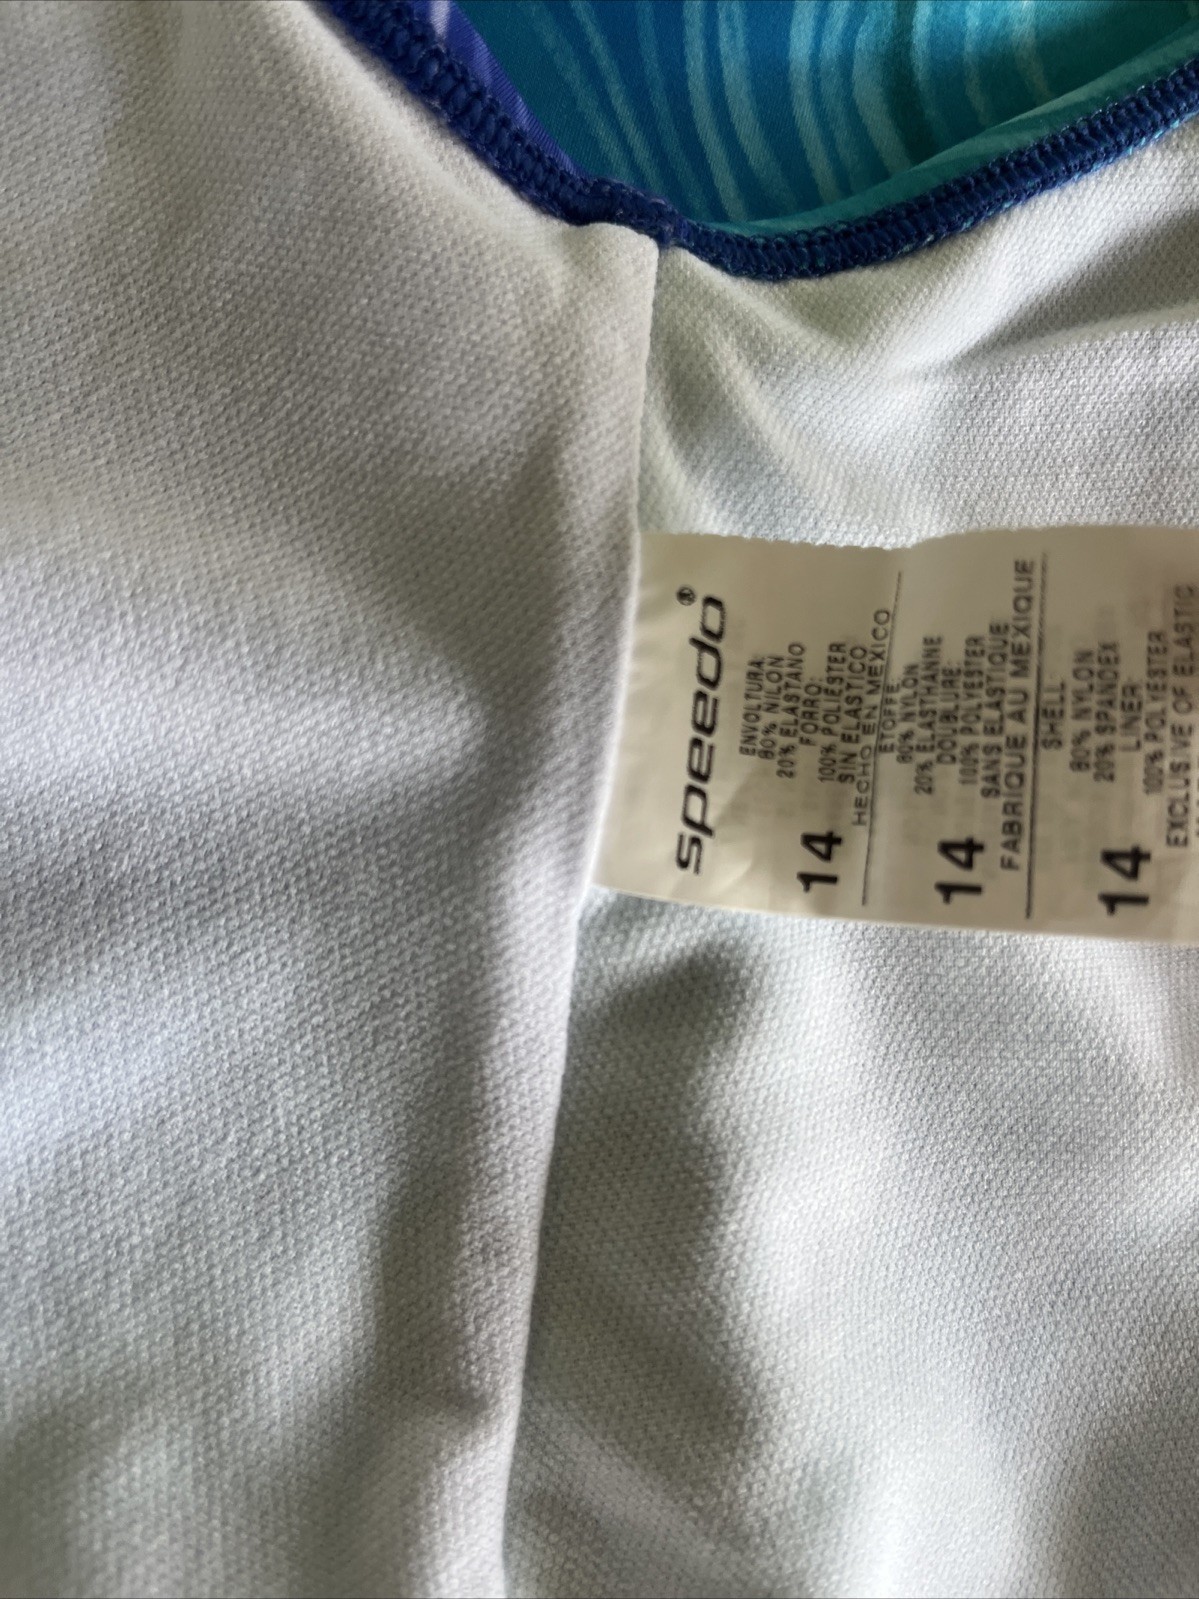 speedo®
ENVOLTURA:
80% NILON
20% ELASTANO
FORRO:
100% POLIÉSTER
14 SIN ELASTICO
HECHO EN MEXICO
ETOFFE:
80% NYLON
20% ELASTHANNE
DOUBLURE:
100% POLYESTER
14 SANS ELASTIQUE
FABRIQUE AU MEXIQUE
SHELL:
80% NYLON
20% SPANDEX
14 LINER:
100% POLYESTER
EXCLUSIVE OF ELASTIC